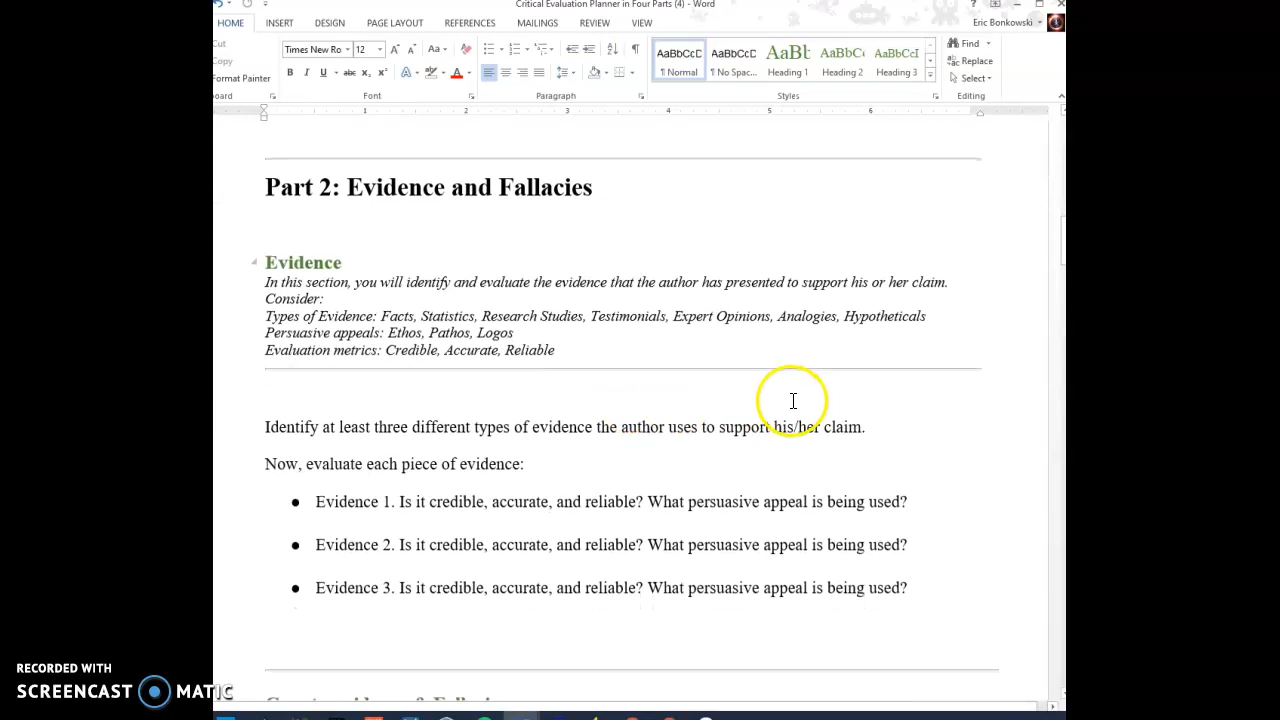 Critical Evaluation Planner in Four Parts (4) - Word
HOME INSERT DESIGN PAGE LAYOUT REFERENCES MAILINGS REVIEW VIEW Eric Bonkowski
Cut
Copy
Format Painter
Times New Ro 12
AaBbCcD AaBbCcD AaBb AaBbC AaBbCcD
¶ Normal ¶ No Spac... Heading 1 Heading 2 Heading 3
Find
Replace
Select
board Font Paragraph Styles Editing
1 2 3 4 5 6
Part 2: Evidence and Fallacies
Evidence
In this section, you will identify and evaluate the evidence that the author has presented to support his or her claim.
Consider:
Types of Evidence: Facts, Statistics, Research Studies, Testimonials, Expert Opinions, Analogies, Hypotheticals
Persuasive appeals: Ethos, Pathos, Logos
Evaluation metrics: Credible, Accurate, Reliable
Identify at least three different types of evidence the author uses to support his/her claim.
Now, evaluate each piece of evidence:
● Evidence 1. Is it credible, accurate, and reliable? What persuasive appeal is being used?
● Evidence 2. Is it credible, accurate, and reliable? What persuasive appeal is being used?
● Evidence 3. Is it credible, accurate, and reliable? What persuasive appeal is being used?
RECORDED WITH
SCREENCAST MATIC